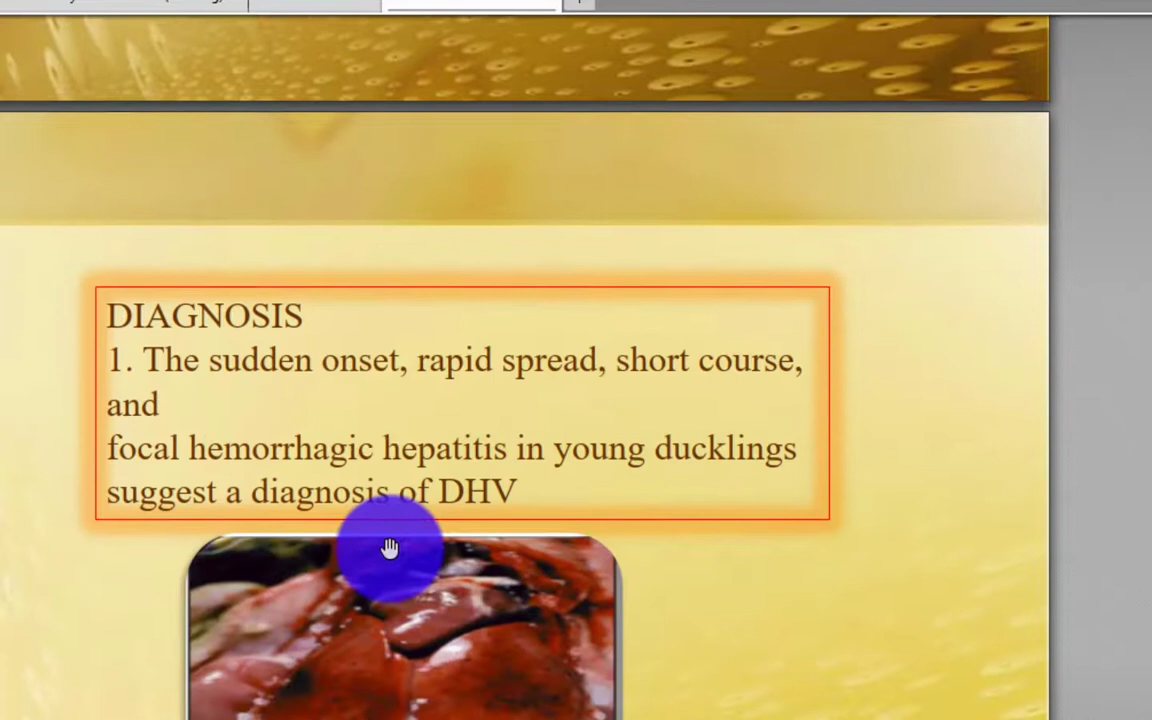 DIAGNOSIS
1. The sudden onset, rapid spread, short course,
and
focal hemorrhagic hepatitis in young ducklings
suggest a diagnosis of DHV